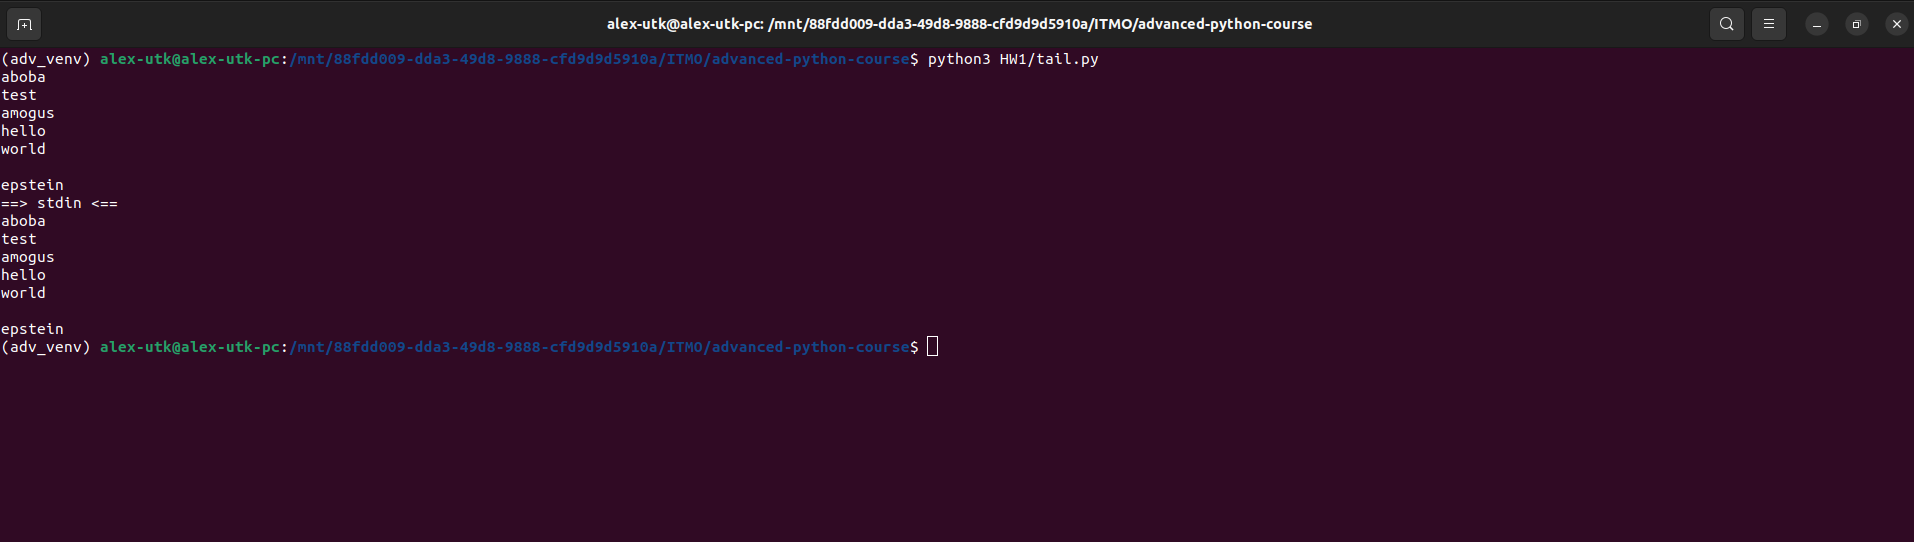 alex-utk@alex-utk-pc: /mnt/88fdd009-dda3-49d8-9888-cfd9d9d5910a/ITMO/advanced-python-course
(adv_venv) alex-utk@alex-utk-pc:/mnt/88fdd009-dda3-49d8-9888-cfd9d9d5910a/ITMO/advanced-python-course$ python3 HW1/tail.py
aboba
test
amogus
hello
world

epstein
==> stdin <==
aboba
test
amogus
hello
world

epstein
(adv_venv) alex-utk@alex-utk-pc:/mnt/88fdd009-dda3-49d8-9888-cfd9d9d5910a/ITMO/advanced-python-course$